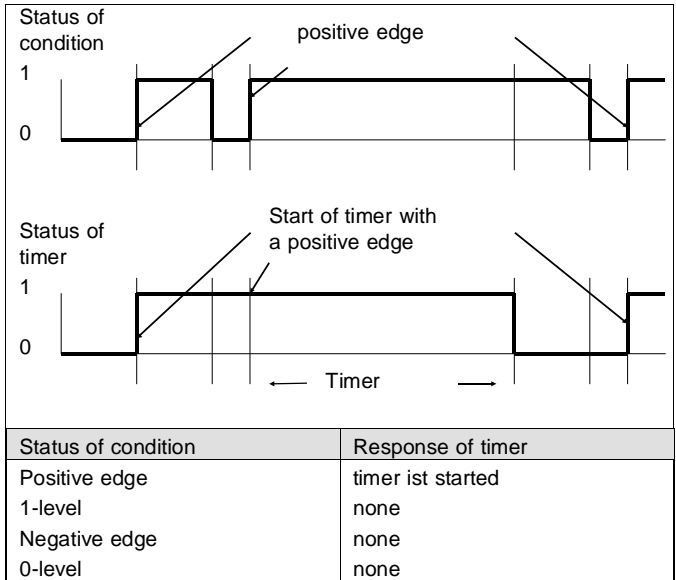 Status of
condition
positive edge
1
0
Status of
timer
Start of timer with
a positive edge
1
0
Timer
Status of condition Response of timer
Positive edge timer ist started
1-level none
Negative edge none
0-level none